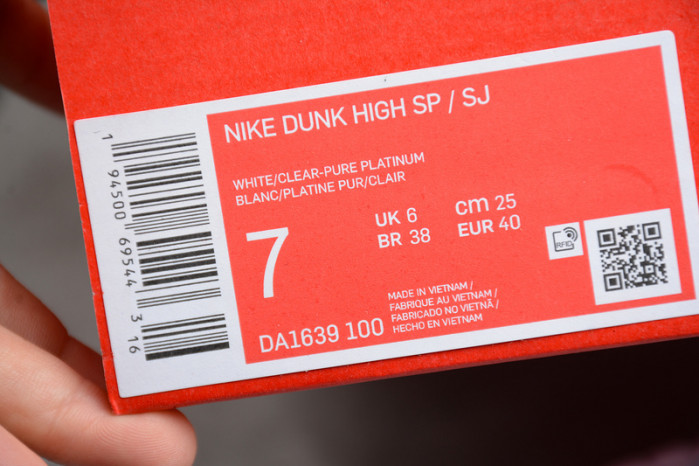 NIKE DUNK HIGH SP / SJ
WHITE/CLEAR-PURE PLATINUM
BLANC/PLATINE PUR/CLAIR
7
UK 6
cm 25
BR 38
EUR 40
RFID
MADE IN VIETNAM /
FABRIQUE AU VIETNAM /
FABRICADO NO VIETNÃ /
HECHO EN VIETNAM
DA1639 100
1 94500 69544 3 16